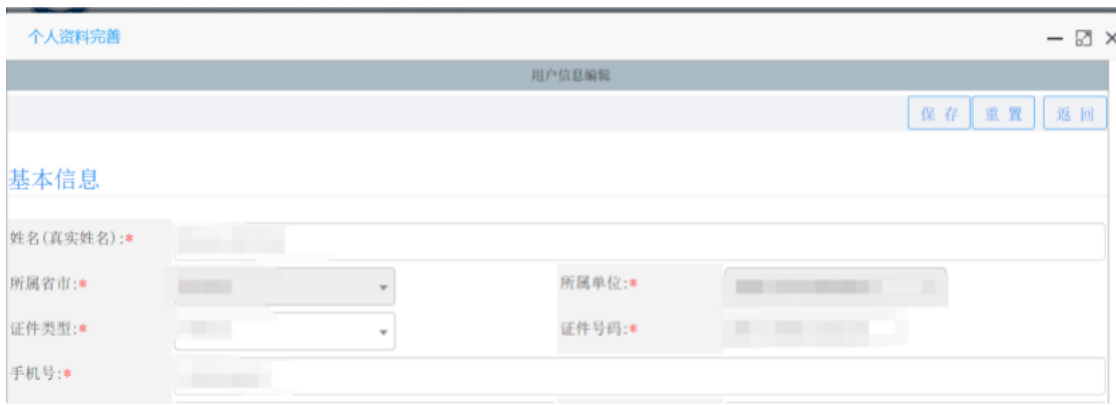 个人资料完善
用户信息编辑
保存 重置 返回
基本信息
姓名(真实姓名):*
所属省市:* 所属单位:*
证件类型:* 证件号码:*
手机号:*